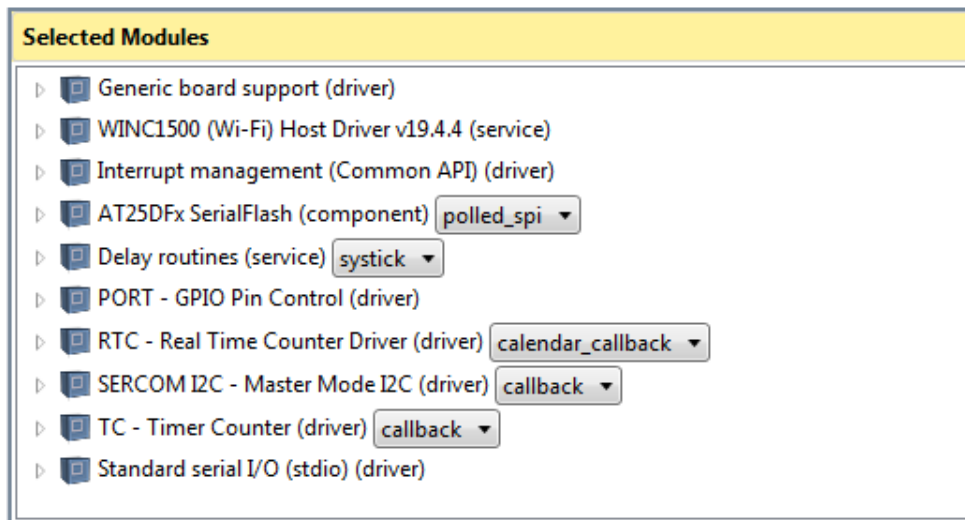 Selected Modules
Generic board support (driver)
WINC1500 (Wi-Fi) Host Driver v19.4.4 (service)
Interrupt management (Common API) (driver)
AT25DFx SerialFlash (component) polled_spi
Delay routines (service) systick
PORT - GPIO Pin Control (driver)
RTC - Real Time Counter Driver (driver) calendar_callback
SERCOM I2C - Master Mode I2C (driver) callback
TC - Timer Counter (driver) callback
Standard serial I/O (stdio) (driver)